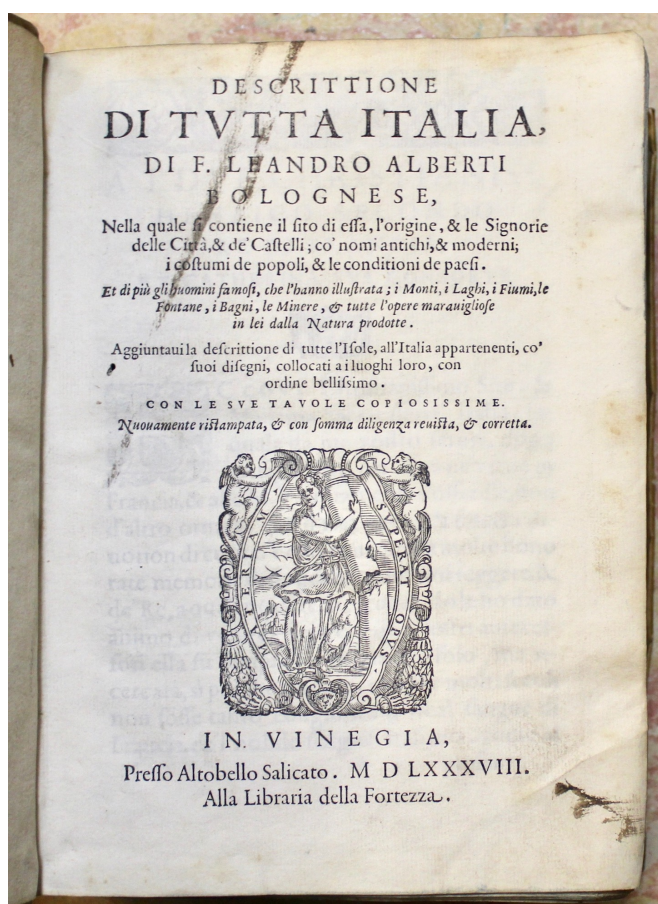 DESCRITTIONE
DI TVTTA ITALIA,
DI F. LEANDRO ALBERTI
BOLOGNESE,
Nella quale ſi contiene il ſito di eſſa, l'origine, & le Signorie
delle Città, & de' Caſtelli; co' nomi antichi, & moderni;
i coſtumi de popoli, & le conditioni de paeſi.
Et di più gli huomini famoſi, che l'hanno illuſtrata; i Monti, i Laghi, i Fiumi, le
Fontane, i Bagni, le Minere, & tutte l'opere marauiglioſe
in lei dalla Natura prodotte.
Aggiuntaui la deſcrittione di tutte l'Iſole, all'Italia appartenenti, co'
ſuoi diſegni, collocati a i luoghi loro, con
ordine belliſsimo.
CON LE SVE TAVOLE COPIOSISSIME.
Nuouamente riſtampata, & con ſomma diligenza reuiſta, & corretta.
MATERIAM SVPERAT OPVS
IN VINEGIA,
Preſſo Altobello Salicato. M D LXXXVIII.
Alla Libraria della Fortezza.